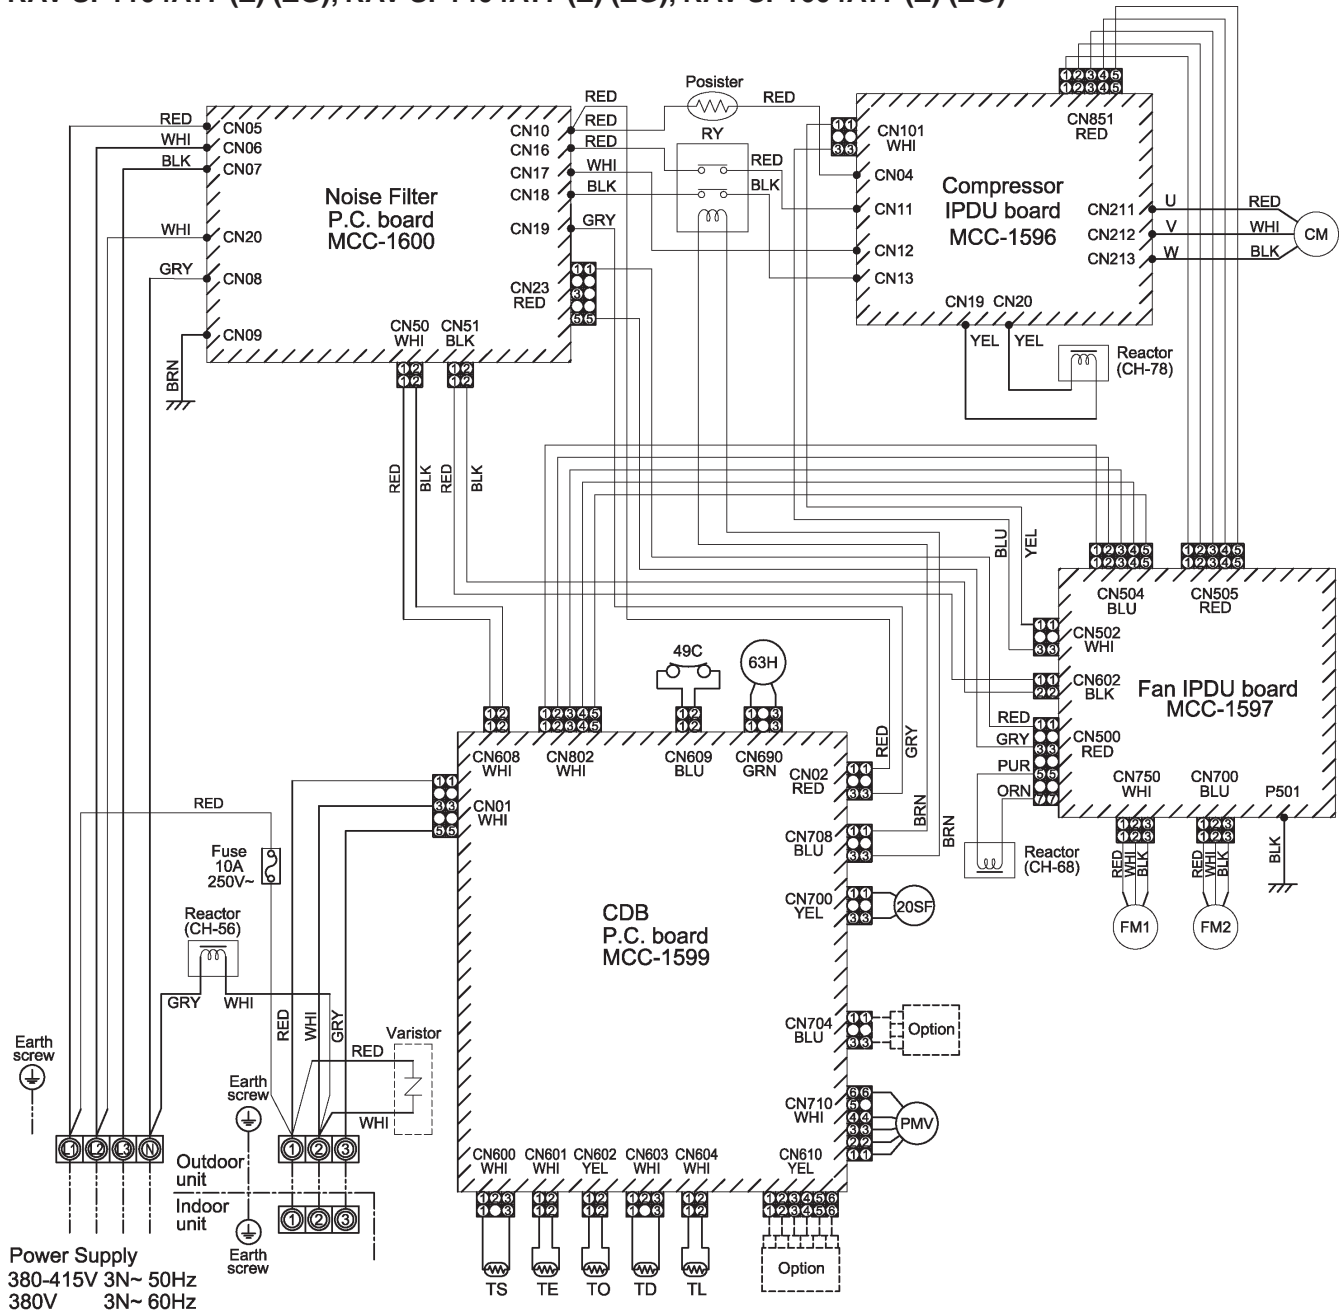 RED
WHI
BLK
WHI
GRY
BRN
CN05
CN06
CN07
CN20
CN08
CN09
Noise Filter
P.C. board
MCC-1600
CN10
CN16
CN17
CN18
CN19
CN23
RED
CN50
WHI
CN51
BLK
RED
RED
RED
WHI
BLK
GRY
Posister
RED
RY
RED
BLK
CN101
WHI
CN04
CN11
CN12
CN13
Compressor
IPDU board
MCC-1596
CN851
RED
CN211
CN212
CN213
U
V
W
RED
WHI
BLK
CM
CN19
CN20
YEL
YEL
Reactor
(CH-78)
RED
BLK
RED
BLK
BLU
YEL
CN504
BLU
CN505
RED
CN502
WHI
CN602
BLK
CN500
RED
Fan IPDU board
MCC-1597
RED
GRY
PUR
ORN
CN750
WHI
CN700
BLU
P501
Reactor
(CH-68)
RED
WHI
BLK
RED
WHI
BLK
BLK
FM1
FM2
49C
63H
CN608
WHI
CN802
WHI
CN609
BLU
CN690
GRN
CN02
RED
RED
GRY
CN01
WHI
CN708
BLU
BRN
BRN
CN700
YEL
20SF
CDB
P.C. board
MCC-1599
CN704
BLU
Option
CN710
WHI
PMV
CN600
WHI
CN601
WHI
CN602
YEL
CN603
WHI
CN604
WHI
CN610
YEL
TS
TE
TO
TD
TL
Option
RED
Fuse
10A
250V~
Reactor
(CH-56)
GRY
WHI
RED
WHI
GRY
RED
Varistor
WHI
Earth
screw
Earth
screw
L1
L2
L3
N
1
2
3
Outdoor
unit
Indoor
unit
1
2
3
Earth
screw
Power Supply
380-415V 3N~ 50Hz
380V 3N~ 60Hz